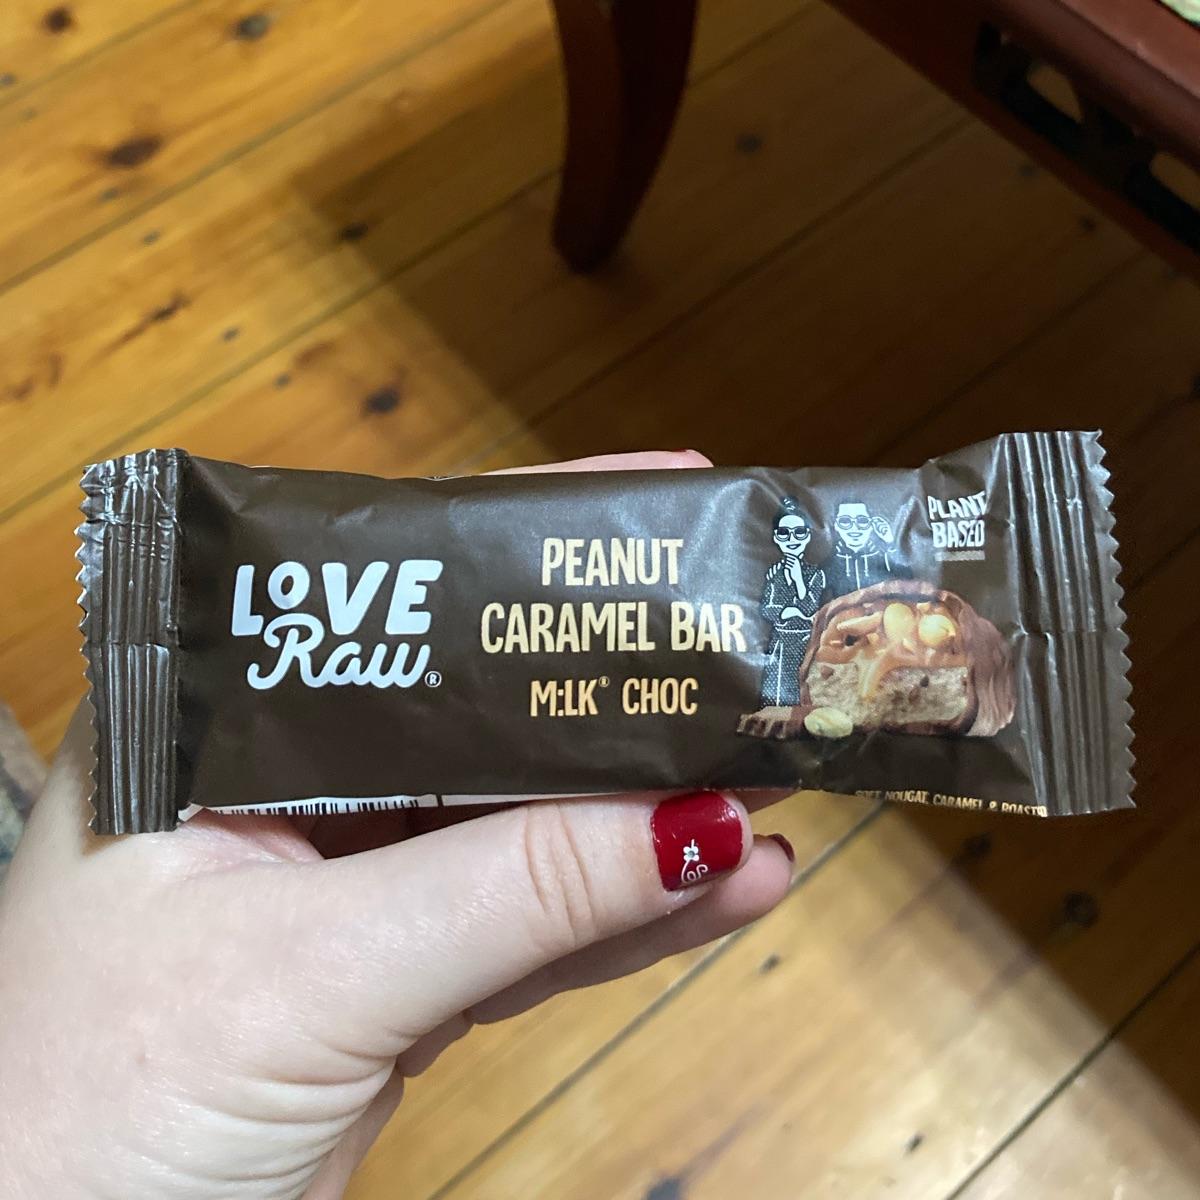 LOVE
Raw®
PEANUT
CARAMEL BAR
M:LK® CHOC
PLANT
BASED
SOFT NOUGAT, CARAMEL & ROASTED